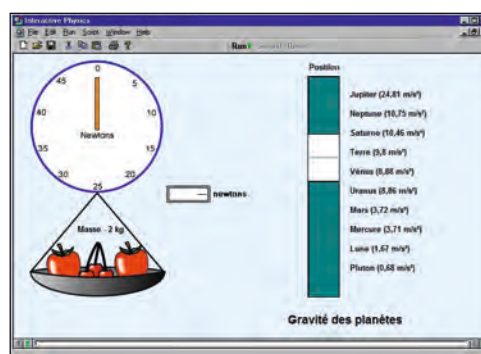 Interactive Physics
File Edit Run Script Window Help
Run
Position
0
5
10
15
20
25
30
35
40
45
Newtons
newtons
Masse - 2 kg
Jupiter (24,81 m/s²)
Neptune (10,75 m/s²)
Saturne (10,46 m/s²)
Terre (9,8 m/s²)
Vénus (8,86 m/s²)
Uranus (8,86 m/s²)
Mars (3,72 m/s²)
Mercure (3,71 m/s²)
Lune (1,67 m/s²)
Pluton (0,68 m/s²)
Gravité des planètes